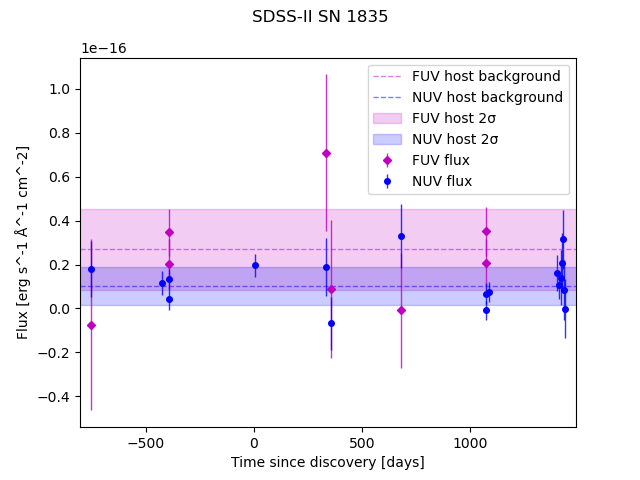 SDSS-II SN 1835
1e−16
FUV host background
NUV host background
FUV host 2σ
NUV host 2σ
FUV flux
NUV flux
1.0
0.8
0.6
0.4
0.2
0.0
−0.2
−0.4
Flux [erg s^-1 Å^-1 cm^-2]
−500
0
500
1000
Time since discovery [days]